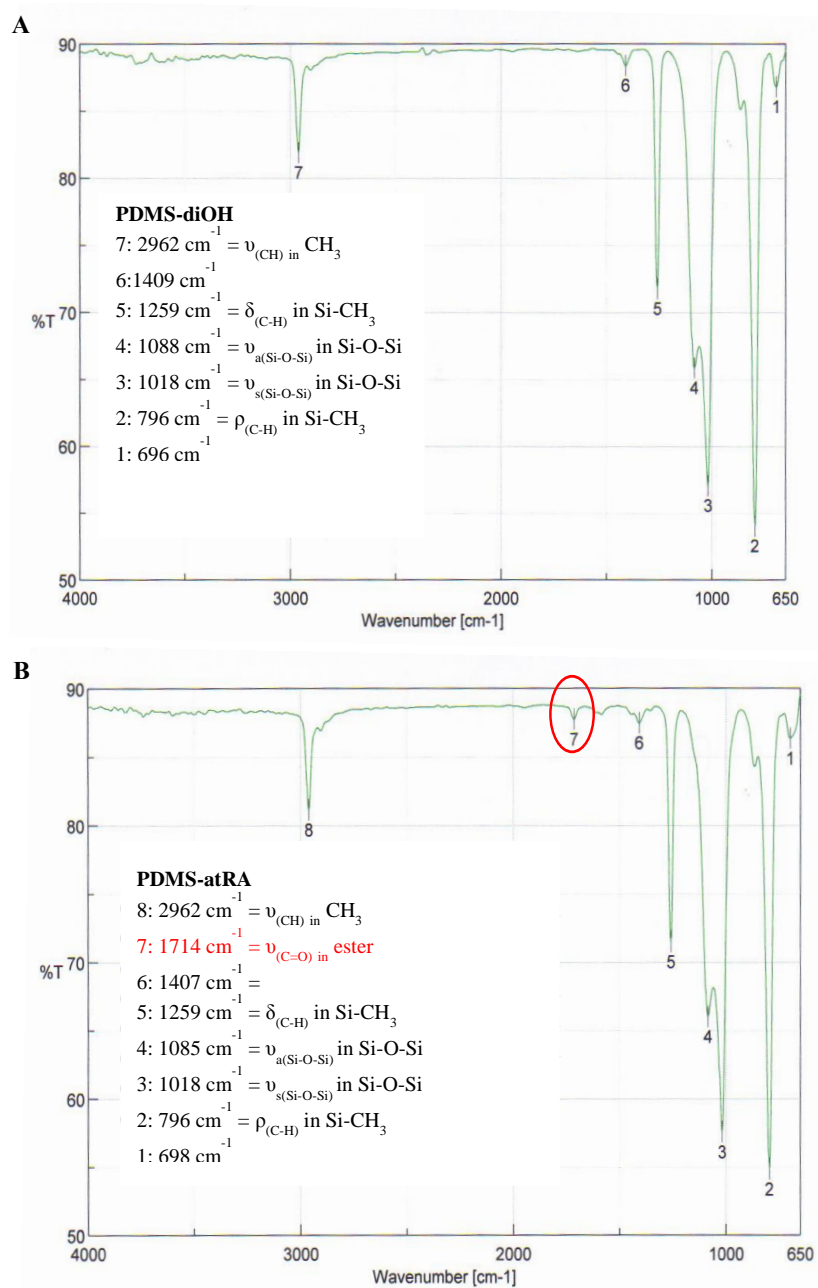 A
90
80
70
%T
60
50
4000 3000 2000 1000 650
Wavenumber [cm-1]
7
6
5
4
3
2
1
PDMS-diOH
7: 2962 cm⁻¹ = υ(CH) in CH₃
6:1409 cm⁻¹
5: 1259 cm⁻¹ = δ(C-H) in Si-CH₃
4: 1088 cm⁻¹ = υa(Si-O-Si) in Si-O-Si
3: 1018 cm⁻¹ = υs(Si-O-Si) in Si-O-Si
2: 796 cm⁻¹ = ρ(C-H) in Si-CH₃
1: 696 cm⁻¹
B
90
80
70
%T
60
50
4000 3000 2000 1000 650
Wavenumber [cm-1]
8
7
6
5
4
3
2
1
PDMS-atRA
8: 2962 cm⁻¹ = υ(CH) in CH₃
7: 1714 cm⁻¹ = υ(C=O) in ester
6: 1407 cm⁻¹ =
5: 1259 cm⁻¹ = δ(C-H) in Si-CH₃
4: 1085 cm⁻¹ = υa(Si-O-Si) in Si-O-Si
3: 1018 cm⁻¹ = υs(Si-O-Si) in Si-O-Si
2: 796 cm⁻¹ = ρ(C-H) in Si-CH₃
1: 698 cm⁻¹